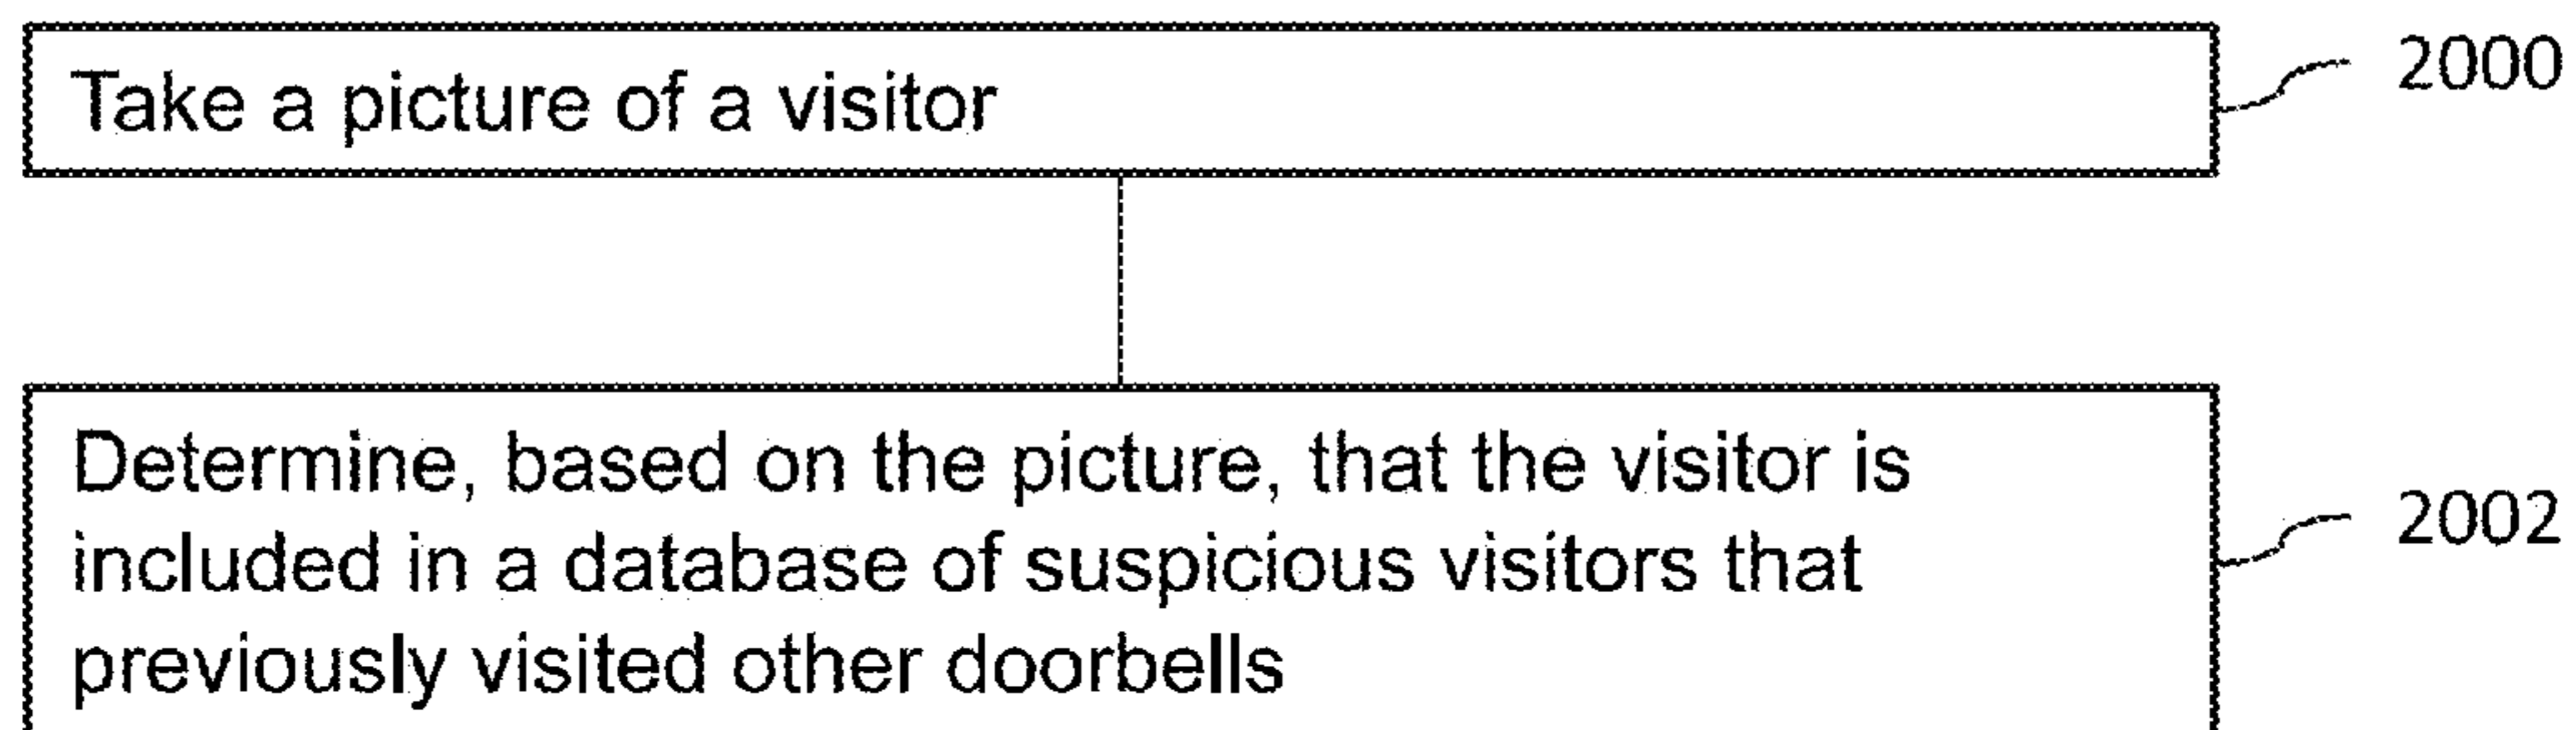 Take a picture of a visitor
2000
Determine, based on the picture, that the visitor is
included in a database of suspicious visitors that
previously visited other doorbells
2002